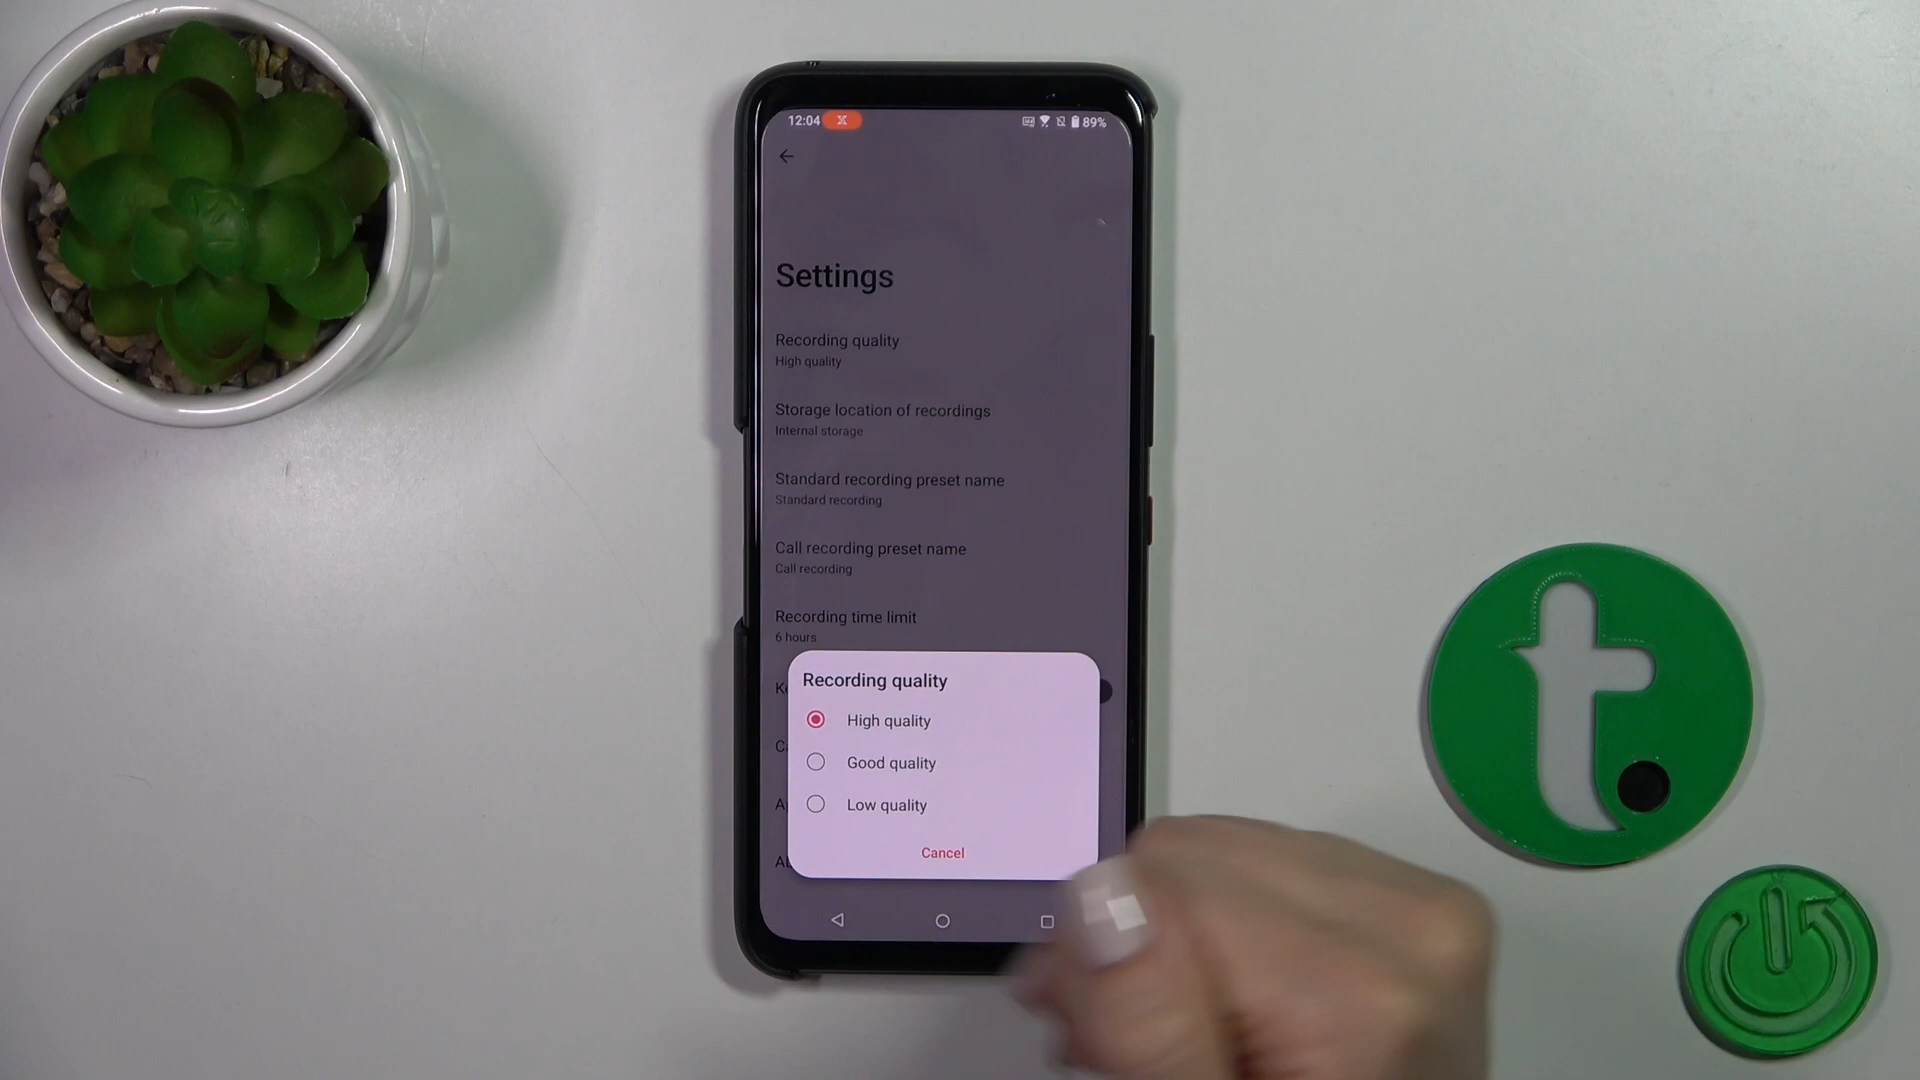 12:04
89%
Settings
Recording quality
High quality
Storage location of recordings
Internal storage
Standard recording preset name
Standard recording
Call recording preset name
Call recording
Recording time limit
6 hours
Recording quality
High quality
Good quality
Low quality
Cancel
t